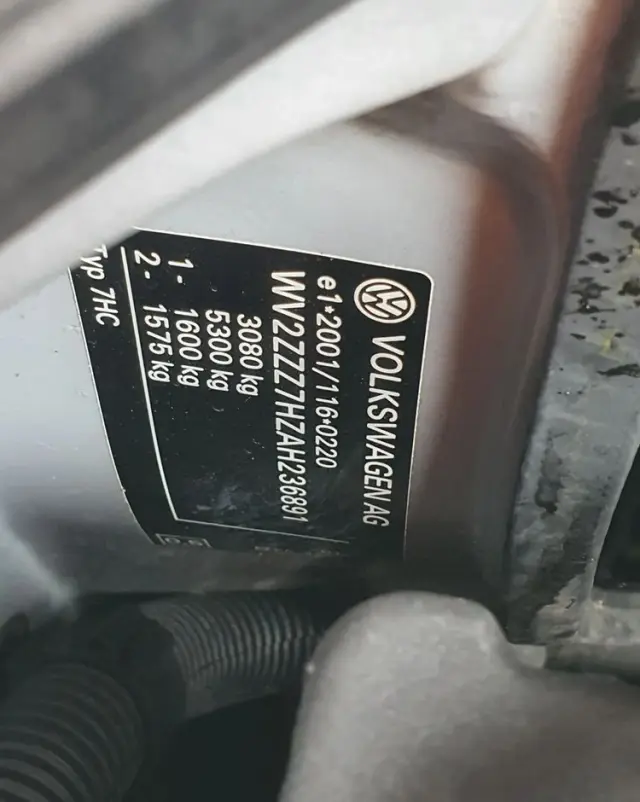 VOLKSWAGEN AG
e1*2001/116*0220
WV2ZZZ7HZAH236891
3080 kg
5300 kg
1 - 1600 kg
2 - 1575 kg
Typ 7HC